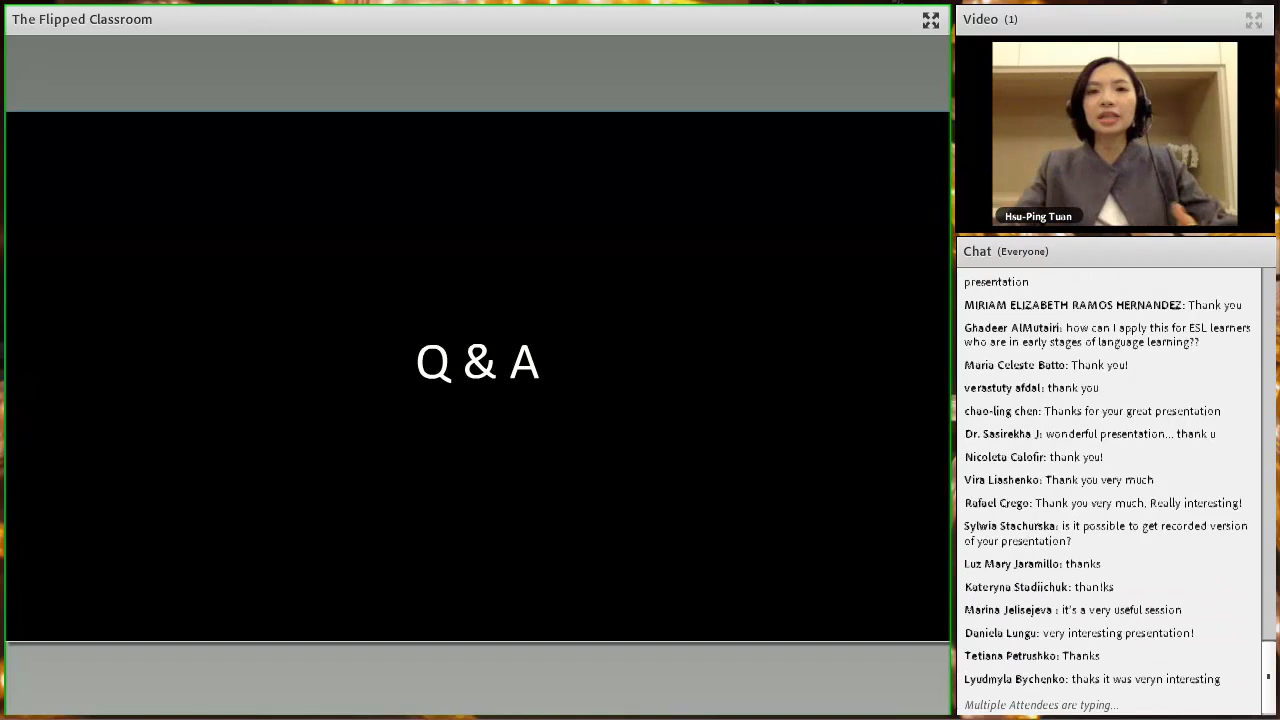 The Flipped Classroom
Q & A
Video (1)
Hsu-Ping Tuan
Chat (Everyone)
presentation
MIRIAM ELIZABETH RAMOS HERNANDEZ: Thank you
Ghadeer AlMutairi: how can I apply this for ESL learners
who are in early stages of language learning??
Maria Celeste Batto: Thank you!
verastuty afdal: thank you
chao-ling chen: Thanks for your great presentation
Dr. Sasirekha J: wonderful presentation... thank u
Nicoleta Calofir: thank you!
Vira Liashenko: Thank you very much
Rafael Crego: Thank you very much, Really interesting!
Sylwia Stachurska: is it possible to get recorded version
of your presentation?
Luz Mary Jaramillo: thanks
Kateryna Stadijchuk: than!ks
Marina Jelisejeva : it's a very useful session
Daniela Lungu: very interesting presentation!
Tetiana Petrushko: Thanks
Lyudmyla Bychenko: thaks it was veryn interesting
Multiple Attendees are typing...